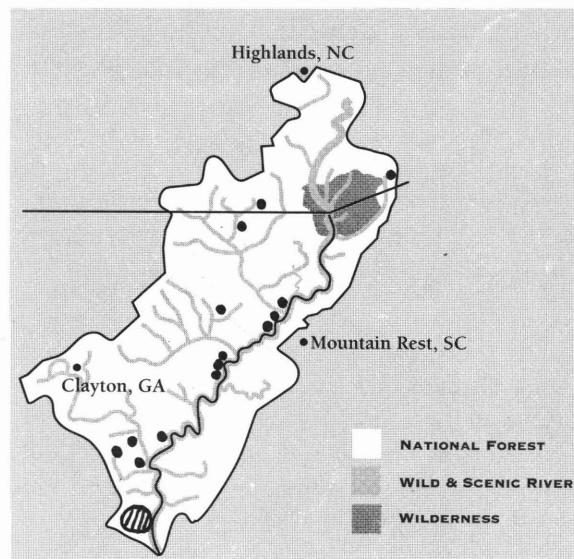 Highlands, NC
Mountain Rest, SC
Clayton, GA
NATIONAL FOREST
WILD & SCENIC RIVER
WILDERNESS